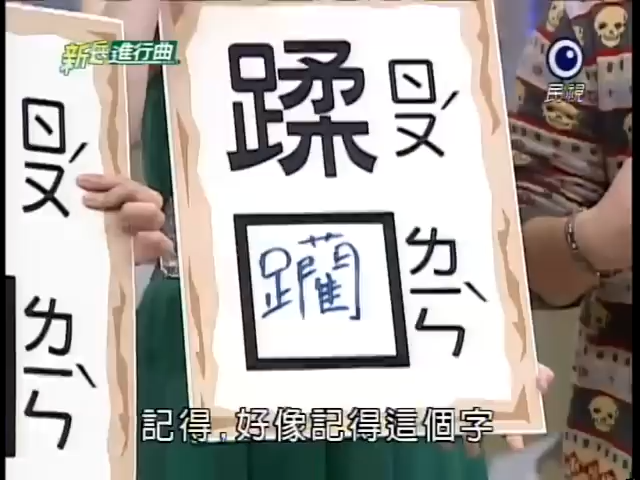 新兵進行曲
民視
ㄖㄡˊ
ㄌㄧㄣˋ
蹂
ㄖㄡˊ
躪
ㄌㄧㄣˋ
記得,好像記得這個字